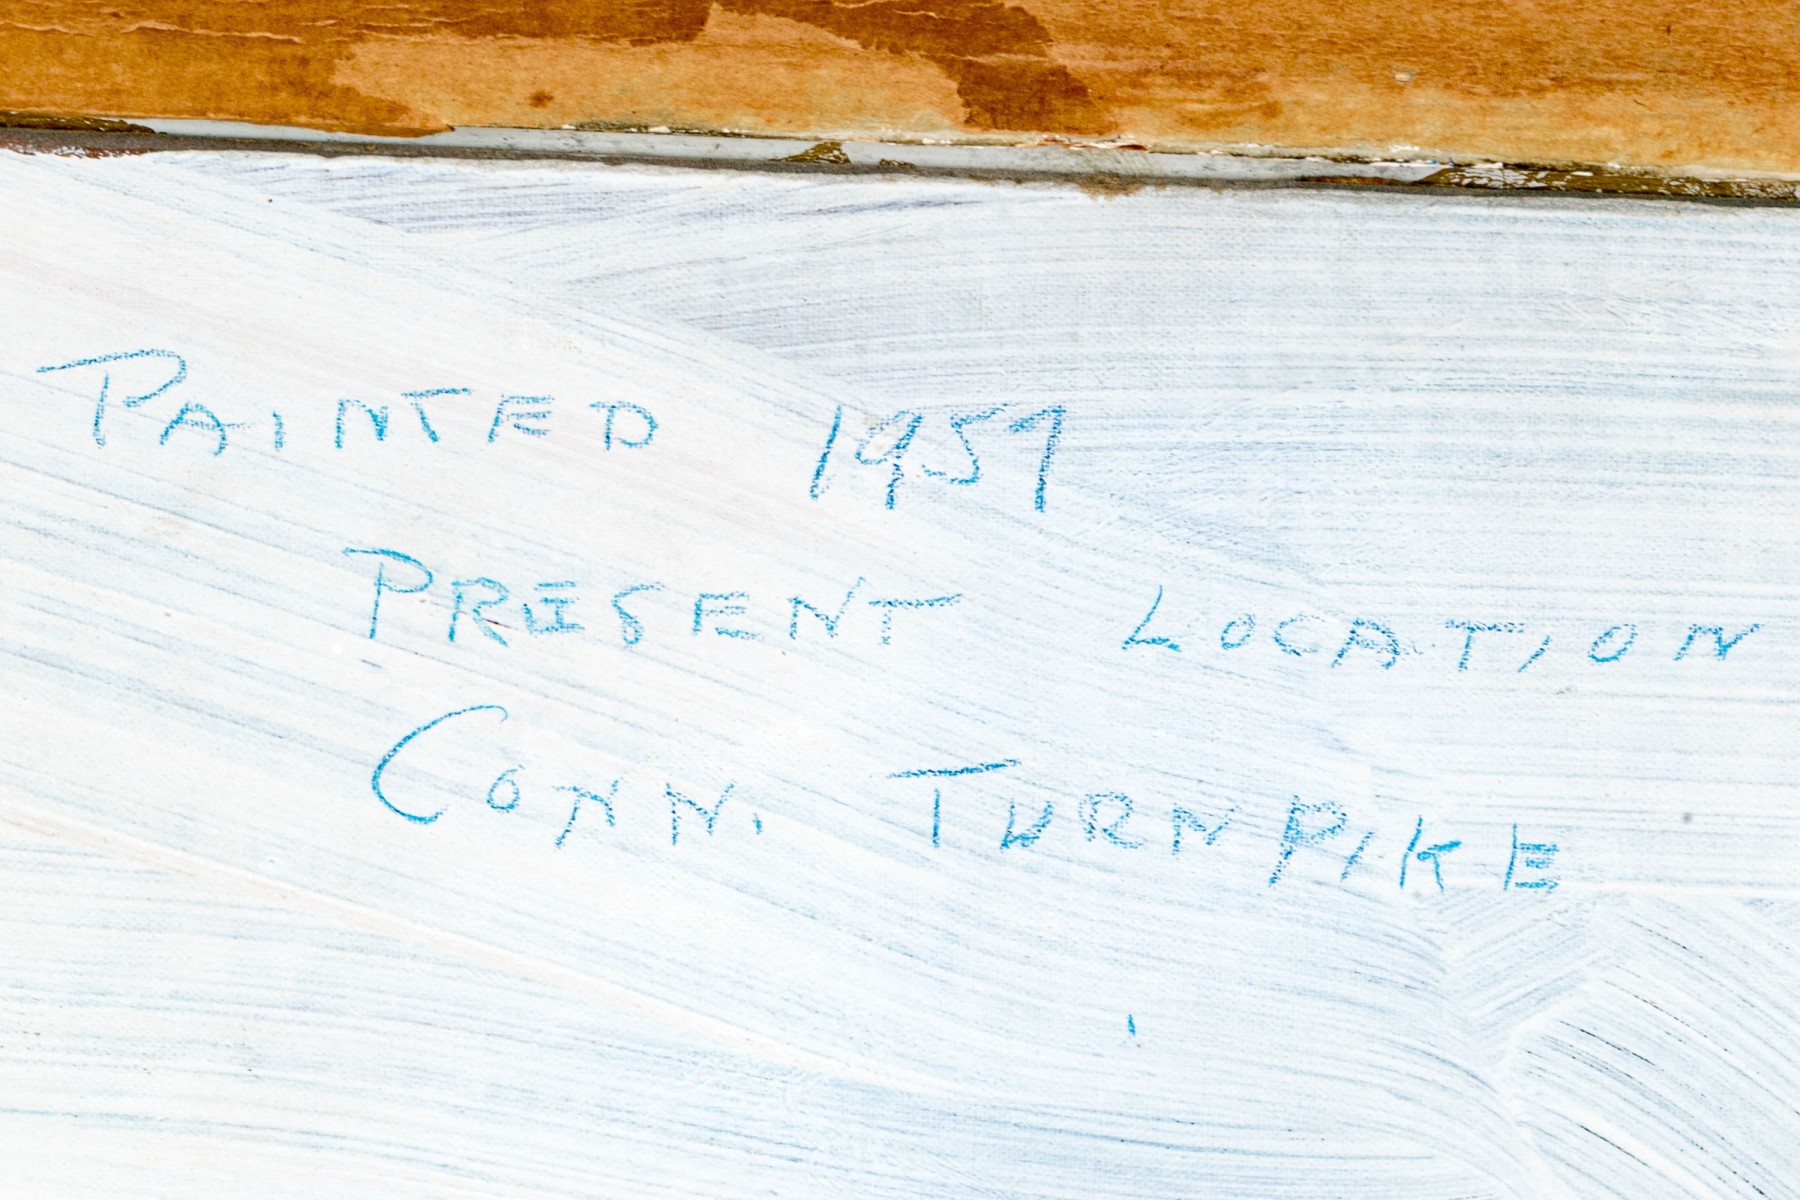 PAINTED 1957
PRESENT LOCATION
CONN. TURNPIKE